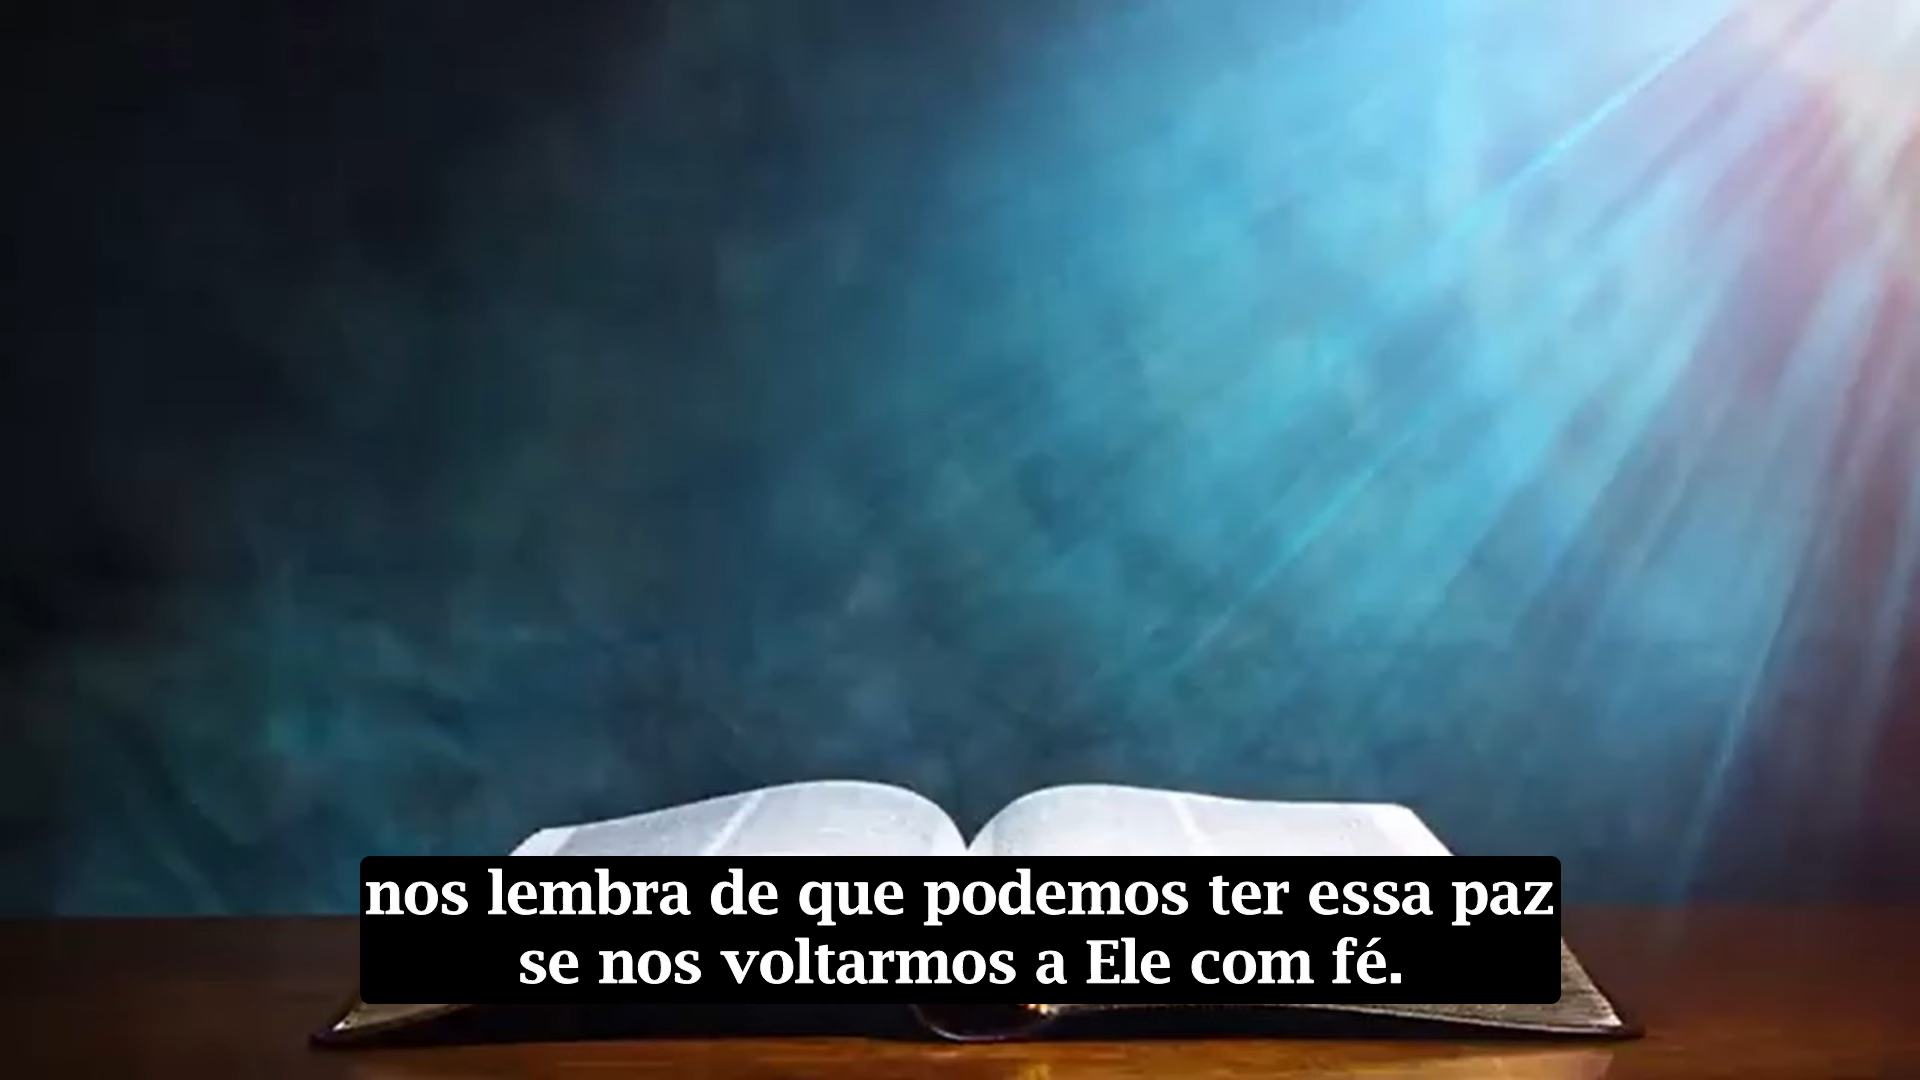 nos lembra de que podemos ter essa paz
se nos voltarmos a Ele com fé.